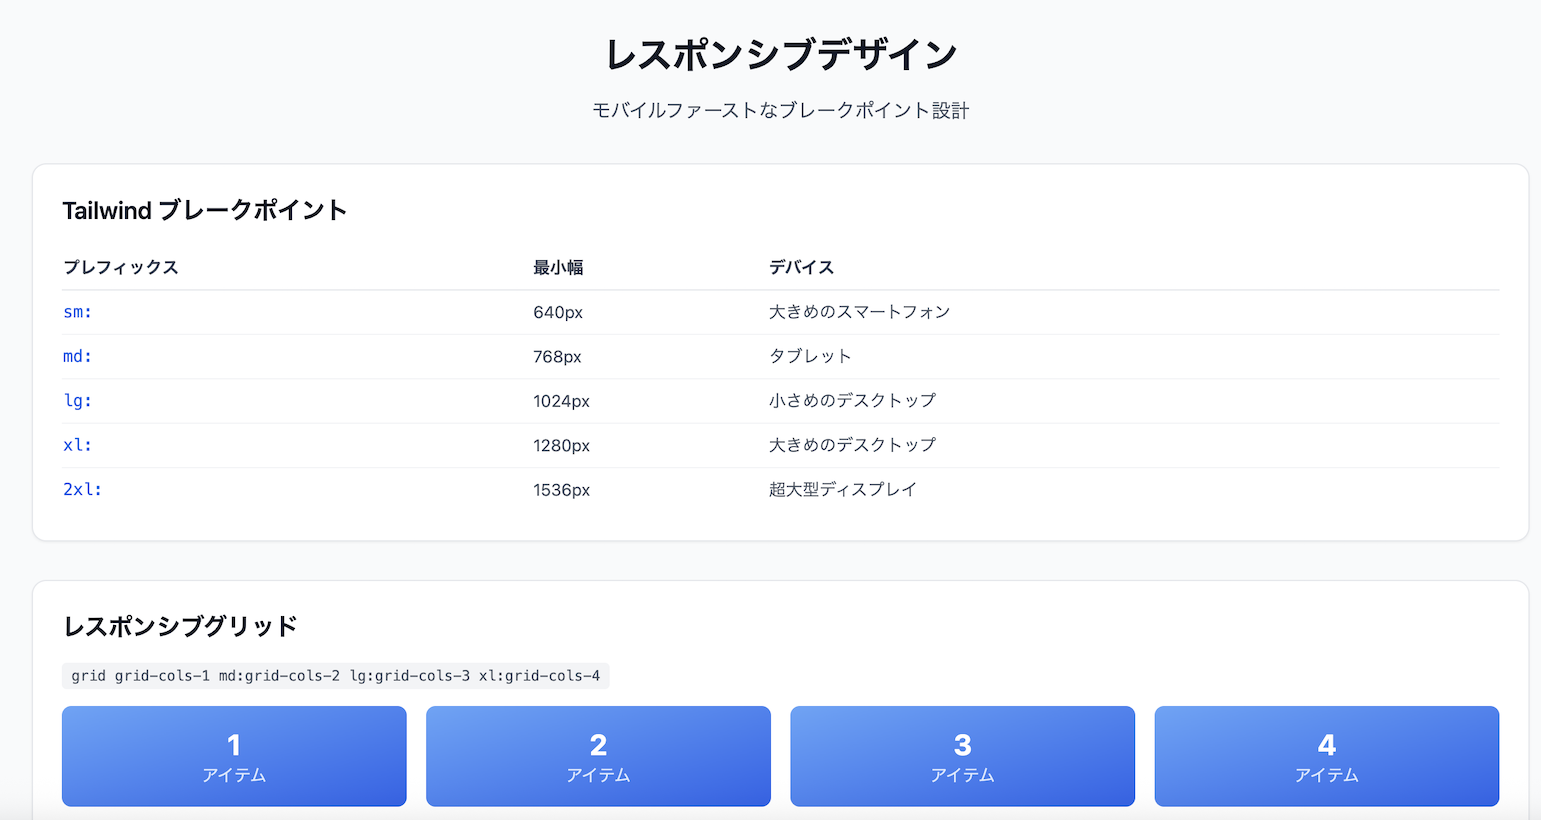 レスポンシブデザイン
モバイルファーストなブレークポイント設計
Tailwind ブレークポイント
プレフィックス 最小幅 デバイス
sm: 640px 大きめのスマートフォン
md: 768px タブレット
lg: 1024px 小さめのデスクトップ
xl: 1280px 大きめのデスクトップ
2xl: 1536px 超大型ディスプレイ
レスポンシブグリッド
grid grid-cols-1 md:grid-cols-2 lg:grid-cols-3 xl:grid-cols-4
1 2 3 4
アイテム アイテム アイテム アイテム